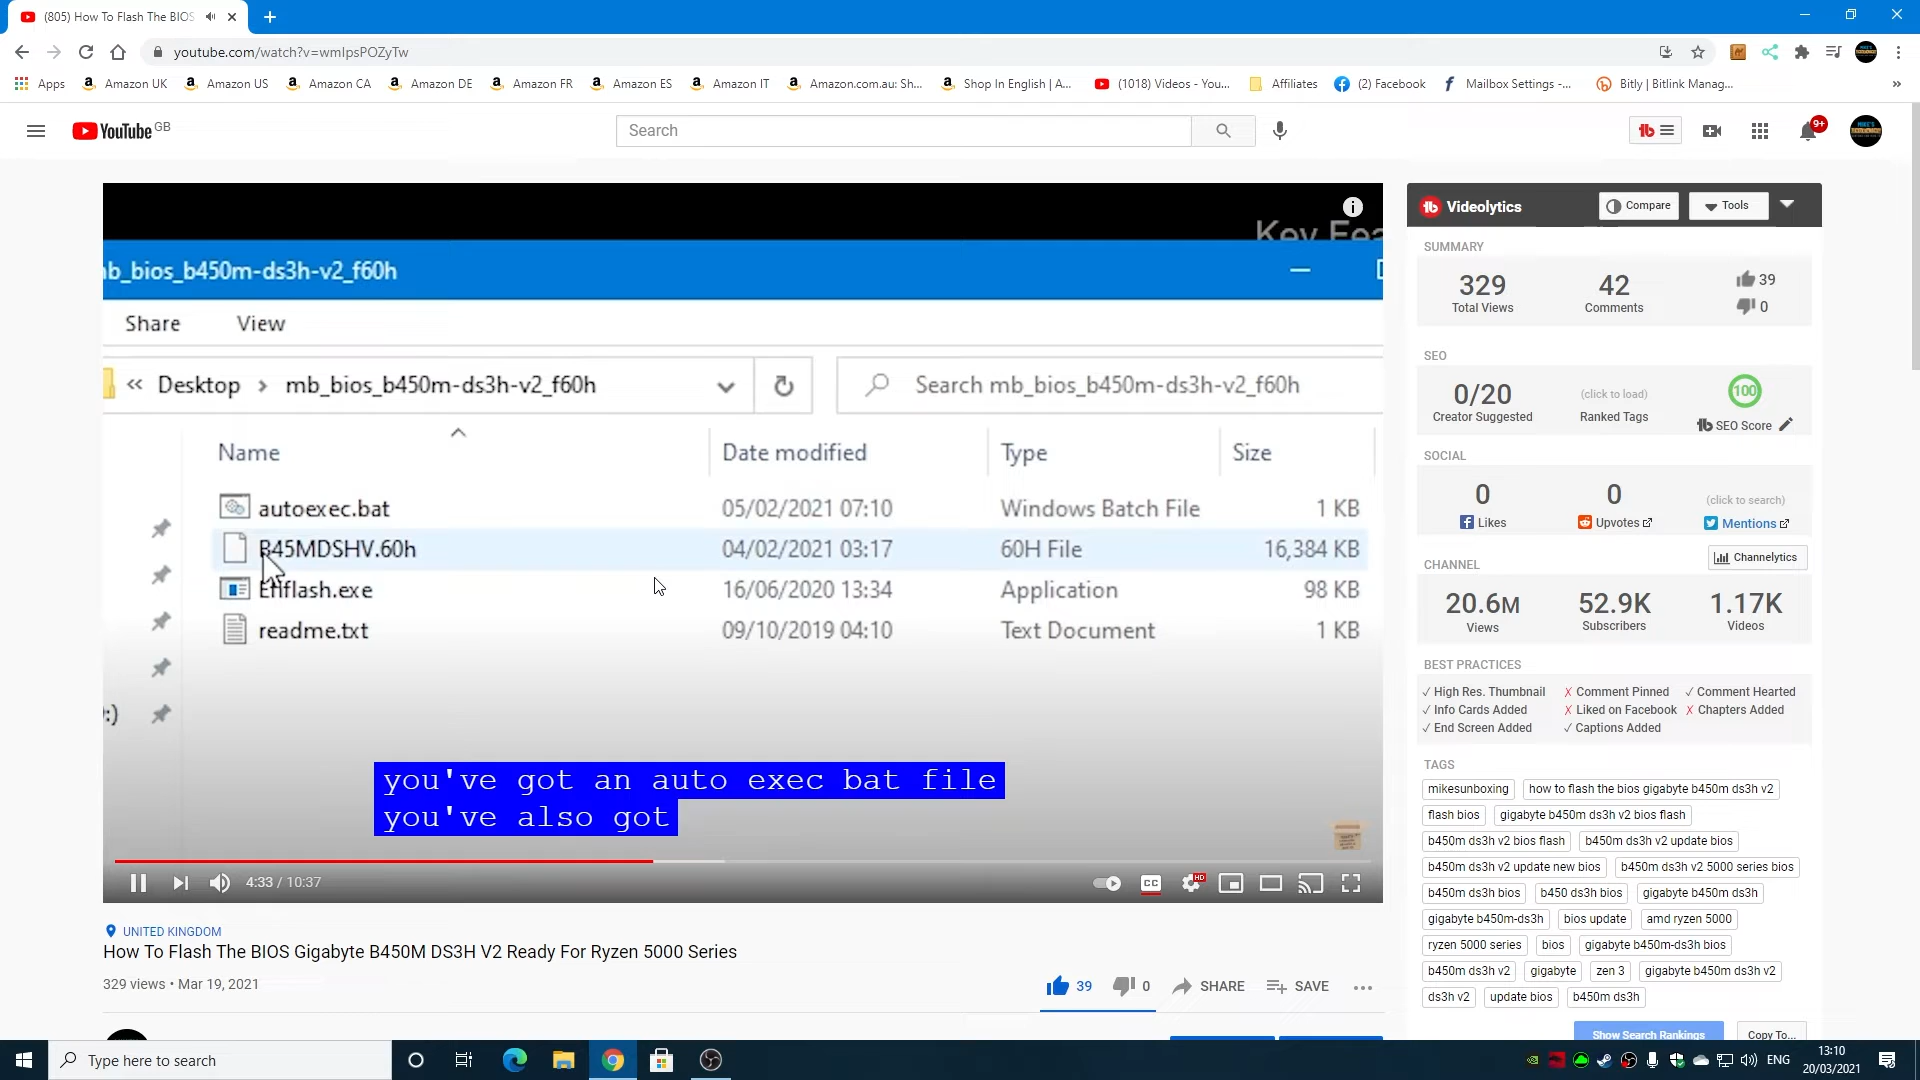 (805) How To Flash The BIOS
youtube.com/watch?v=wmIpsPOZyTw
Apps Amazon UK Amazon US Amazon CA Amazon DE Amazon FR Amazon ES Amazon IT Amazon.com.au: Sh... Shop In English | A... (1018) Videos - You... Affiliates (2) Facebook Mailbox Settings -... Bitly | Bitlink Manag... »
YouTube GB
Search
9+
Key Fea
mb_bios_b450m-ds3h-v2_f60h
Share View
« Desktop > mb_bios_b450m-ds3h-v2_f60h
Search mb_bios_b450m-ds3h-v2_f60h
Name Date modified Type Size
autoexec.bat 05/02/2021 07:10 Windows Batch File 1 KB
B45MDSHV.60h 04/02/2021 03:17 60H File 16,384 KB
Efiflash.exe 16/06/2020 13:34 Application 98 KB
readme.txt 09/10/2019 04:10 Text Document 1 KB
:)
you've got an auto exec bat file
you've also got
4:33 / 10:37
CC
HD
UNITED KINGDOM
How To Flash The BIOS Gigabyte B450M DS3H V2 Ready For Ryzen 5000 Series
329 views • Mar 19, 2021
39 0 SHARE SAVE ...
Videolytics Compare Tools
SUMMARY
329 42 39
Total Views Comments 0
SEO
0/20 (click to load) 100
Creator Suggested Ranked Tags SEO Score
SOCIAL
0 0 (click to search)
Likes Upvotes Mentions
CHANNEL Channelytics
20.6M 52.9K 1.17K
Views Subscribers Videos
BEST PRACTICES
✓ High Res. Thumbnail ✗ Comment Pinned ✓ Comment Hearted
✓ Info Cards Added ✗ Liked on Facebook ✗ Chapters Added
✓ End Screen Added ✓ Captions Added
TAGS
mikesunboxing how to flash the bios gigabyte b450m ds3h v2
flash bios gigabyte b450m ds3h v2 bios flash
b450m ds3h v2 bios flash b450m ds3h v2 update bios
b450m ds3h v2 update new bios b450m ds3h v2 5000 series bios
b450m ds3h bios b450 ds3h bios gigabyte b450m ds3h
gigabyte b450m-ds3h bios update amd ryzen 5000
ryzen 5000 series bios gigabyte b450m-ds3h bios
b450m ds3h v2 gigabyte zen 3 gigabyte b450m ds3h v2
ds3h v2 update bios b450m ds3h
Show Search Rankings Copy To...
Type here to search
ENG 13:10
20/03/2021